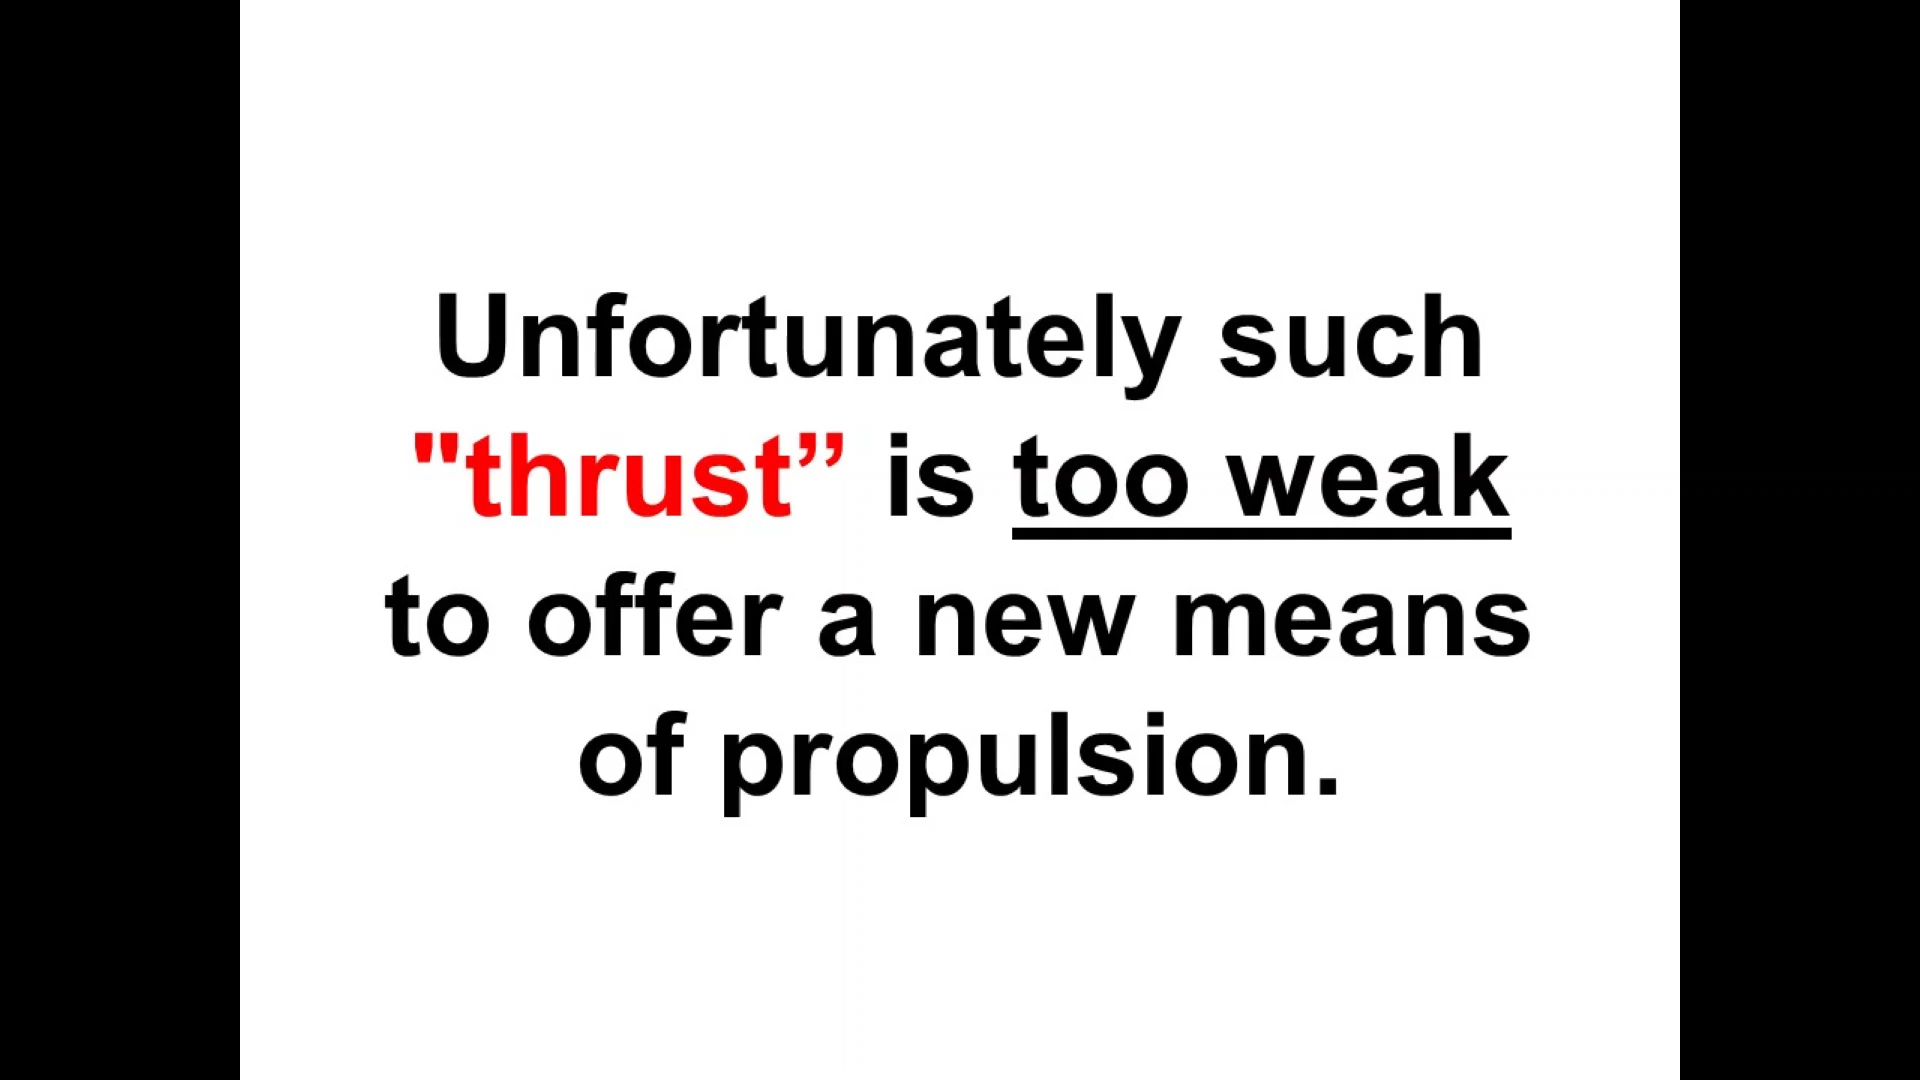 Unfortunately such
"thrust” is too weak
to offer a new means
of propulsion.